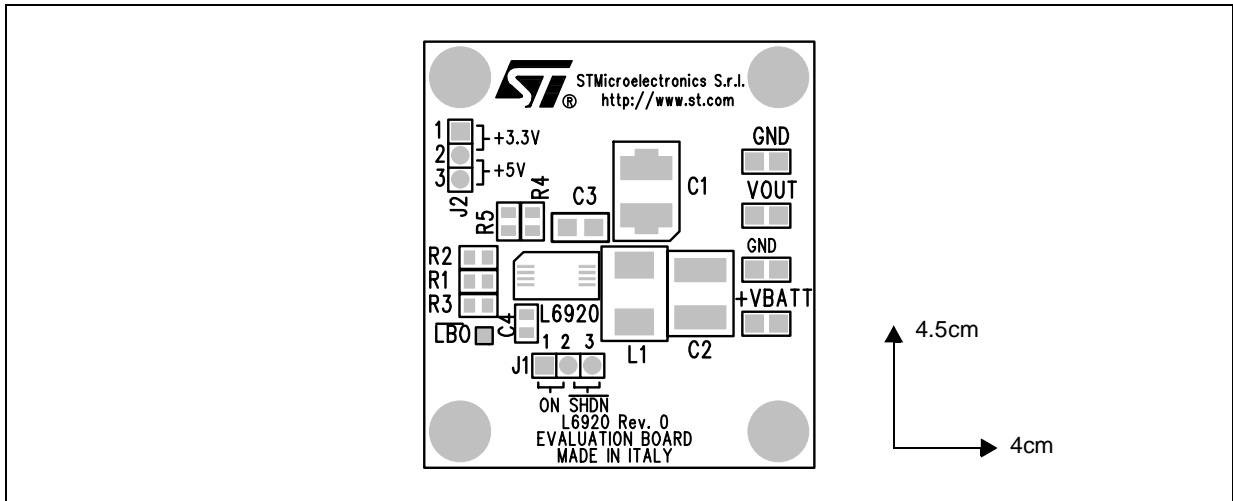 ST®
STMicroelectronics S.r.l.
http://www.st.com
1
+3.3V
2
+5V
3
J2
R5
R4
C3
C1
GND
VOUT
GND
+VBATT
R2
R1
R3
L6920
C4
LBO
L1
C2
J1
1 2 3
ON SHDN
L6920 Rev. 0
EVALUATION BOARD
MADE IN ITALY
4.5cm
4cm